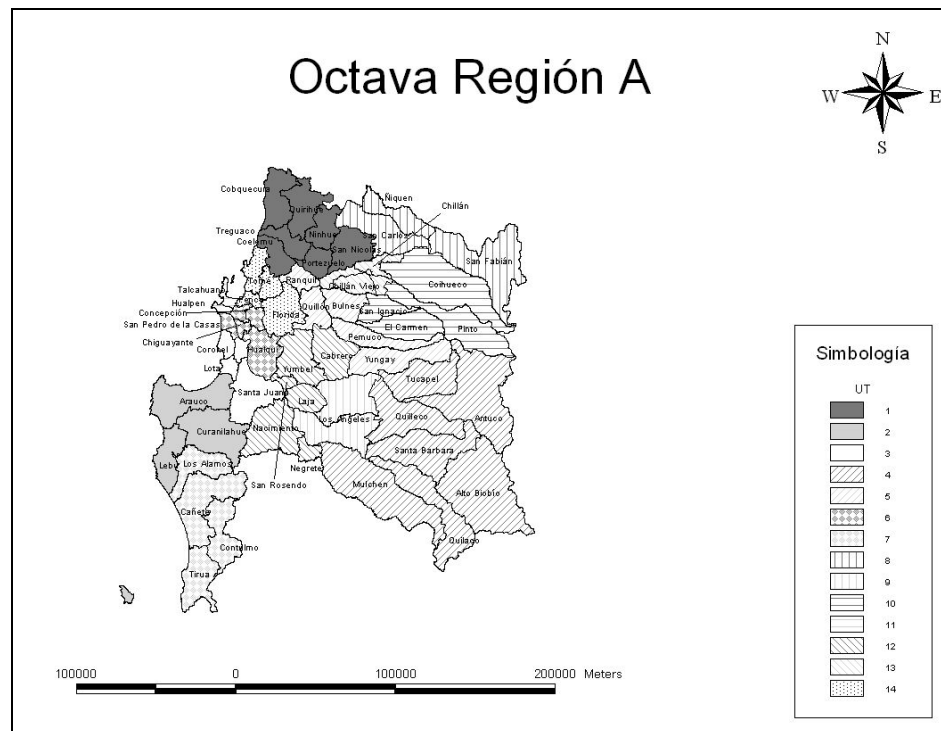 Octava Región A
N
W E
S
Cobquecura
Ñiquen
Quirihue
Chillán
Treguaco
Ninhue
San Carlos
Coelemu
San Nicolás
San Fabián
Portezuelo
Tomé
Ranquil
Talcahuano
Chillán Viejo
Coihueco
Hualpen
Penco
Quillón
Bulnes
San Ignacio
Concepción
Florida
San Pedro de la Casas
El Carmen
Pinto
Chiguayante
Pemuco
Coronel
Hualqui
Cabrero
Yungay
Lota
Yumbel
Tucapel
Santa Juana
Arauco
Laja
Los Angeles
Quilleco
Antuco
Curanilahue
Nacimiento
Santa Barbara
Lebu
Los Alamos
Negrete
San Rosendo
Mulchen
Alto Biobío
Cañete
Quilaco
Contulmo
Tirua
Simbología
UT
1
2
3
4
5
6
7
8
9
10
11
12
13
14
100000 0 100000 200000 Meters